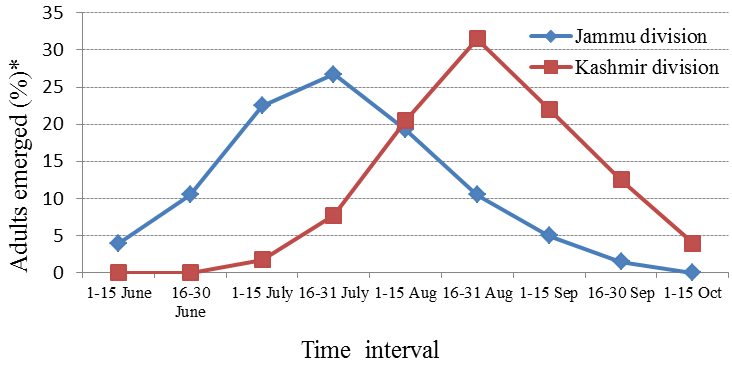 35
30
25
20
15
10
5
0
Adults emerged (%)*
Jammu division
Kashmir division
1-15 June
16-30
June
1-15 July
16-31 July
1-15 Aug
16-31 Aug
1-15 Sep
16-30 Sep
1-15 Oct
Time interval